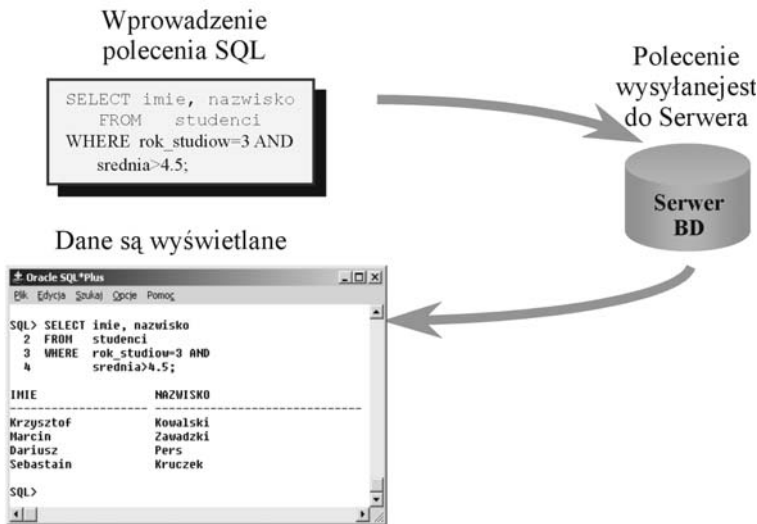 Wprowadzenie
polecenia SQL
SELECT imie, nazwisko
FROM studenci
WHERE rok_studiow=3 AND
srednia>4.5;
Polecenie
wysyłanejest
do Serwera
Serwer
BD
Dane są wyświetlane
Oracle SQL*Plus
Plik Edycja Szukaj Opcje Pomoc
SQL> SELECT imie, nazwisko
2 FROM studenci
3 WHERE rok_studiow=3 AND
4 srednia>4.5;
IMIE NAZWISKO
------------------------- -------------------------------------
Krzysztof Kowalski
Marcin Zawadzki
Dariusz Pers
Sebastain Kruczek
SQL>